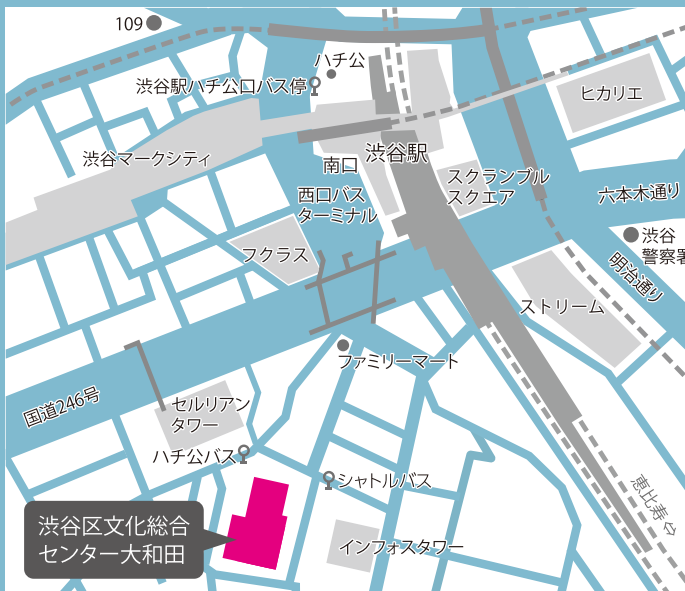 109
ハチ公
渋谷駅ハチ公口バス停
ヒカリエ
渋谷マークシティ
渋谷駅
南口
スクランブル
スクエア
西口バス
ターミナル
六本木通り
渋谷
警察署
フクラス
明治通り
ストリーム
ファミリーマート
国道246号
セルリアン
タワー
ハチ公バス
シャトルバス
恵比寿⇔
渋谷区文化総合
センター大和田
インフォスタワー